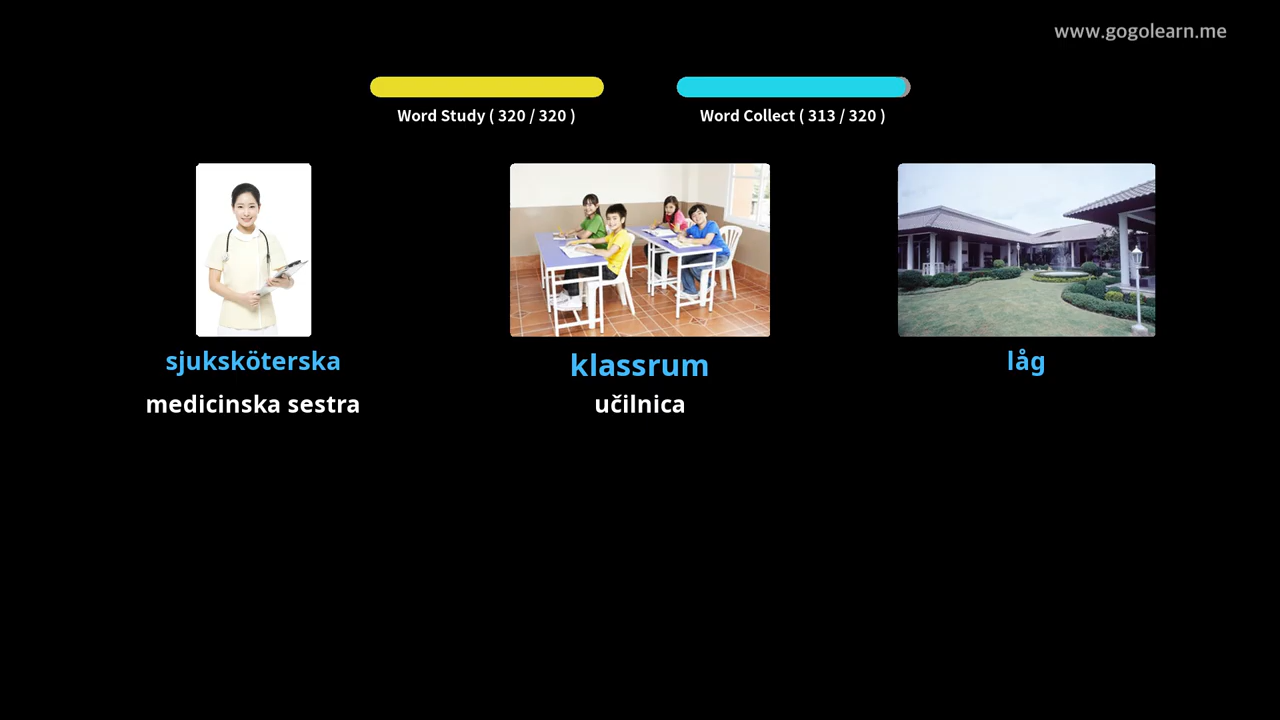 www.gogolearn.me
Word Study ( 320 / 320 )
Word Collect ( 313 / 320 )
sjuksköterska
klassrum
låg
medicinska sestra
učilnica